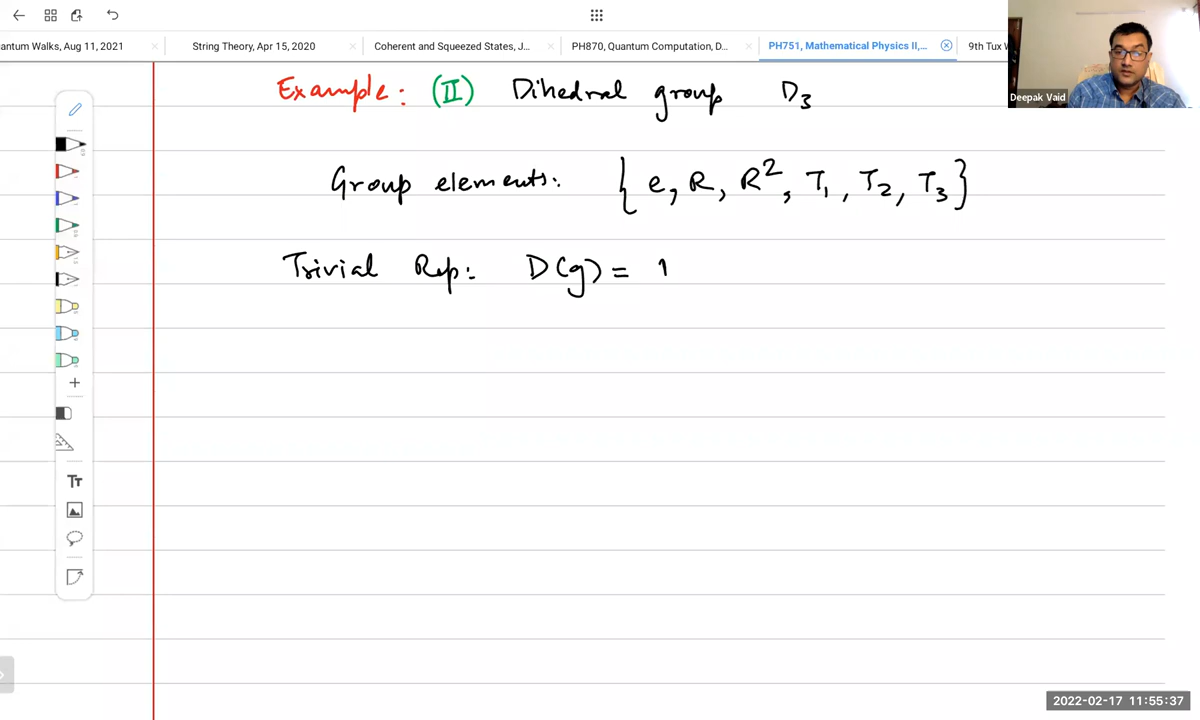 antum Walks, Aug 11, 2021 String Theory, Apr 15, 2020 Coherent and Squeezed States, J... PH870, Quantum Computation, D... PH751, Mathematical Physics II,... 9th Tux W
Deepak Vaid
Example: (II) Dihedral group D₃
Group elements: { e, R, R², T₁, T₂, T₃ }
Trivial Rep: D(g) = 1
Tт
2022-02-17 11:55:37